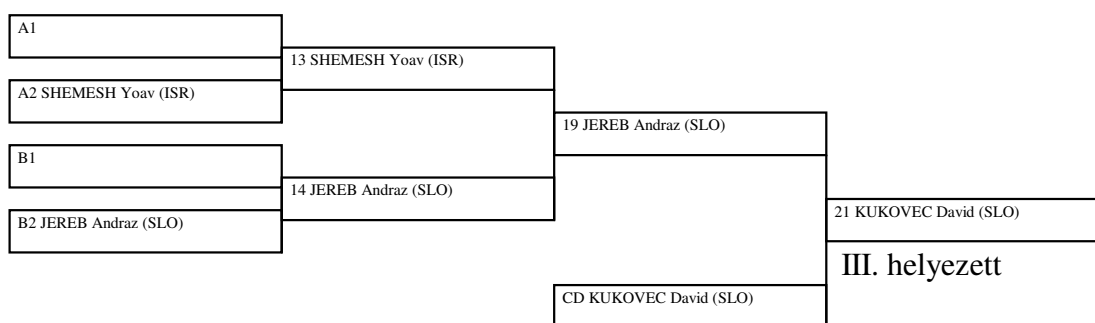 A1
13 SHEMESH Yoav (ISR)
A2 SHEMESH Yoav (ISR)
19 JEREB Andraz (SLO)
B1
14 JEREB Andraz (SLO)
B2 JEREB Andraz (SLO)
21 KUKOVEC David (SLO)
III. helyezett
CD KUKOVEC David (SLO)